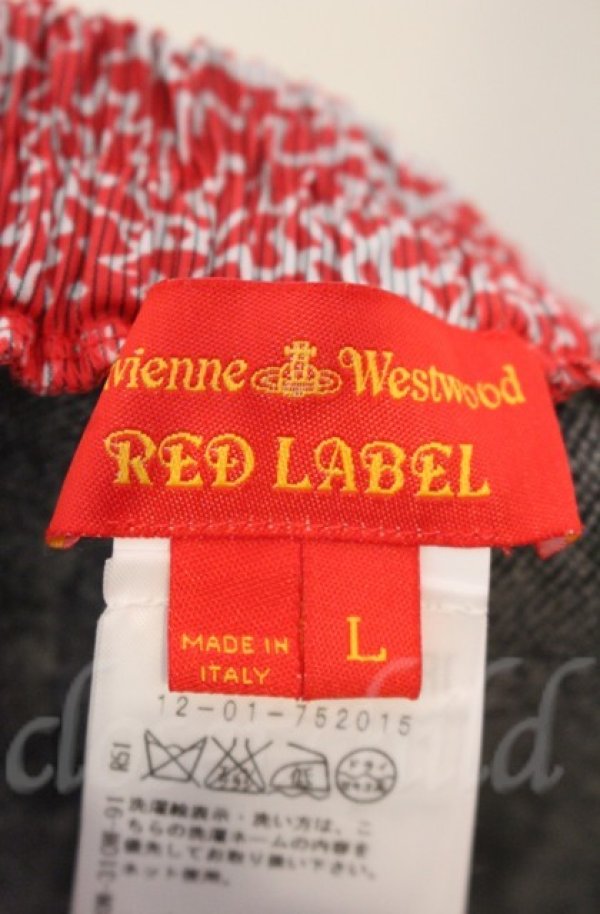 Vivienne Westwood
RED LABEL
MADE IN
ITALY
L
12-01-752015
洗濯絵表示・洗い方は、こ
ちらの洗濯ネームの内容を
優先してお取り扱い下さい。
ネット使用。